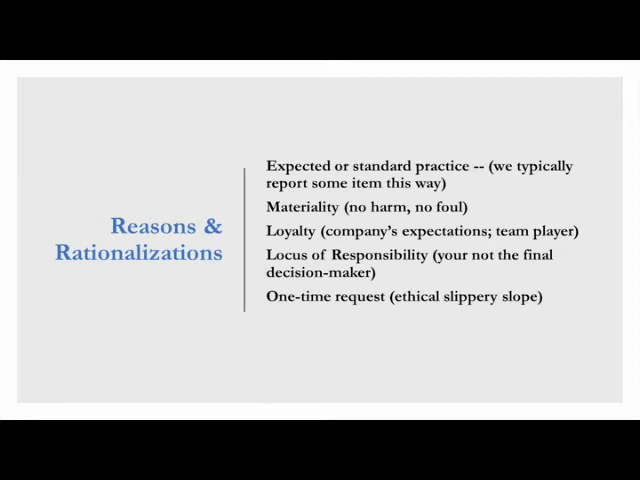 Reasons &
Rationalizations
Expected or standard practice -- (we typically
report some item this way)
Materiality (no harm, no foul)
Loyalty (company's expectations; team player)
Locus of Responsibility (your not the final
decision-maker)
One-time request (ethical slippery slope)